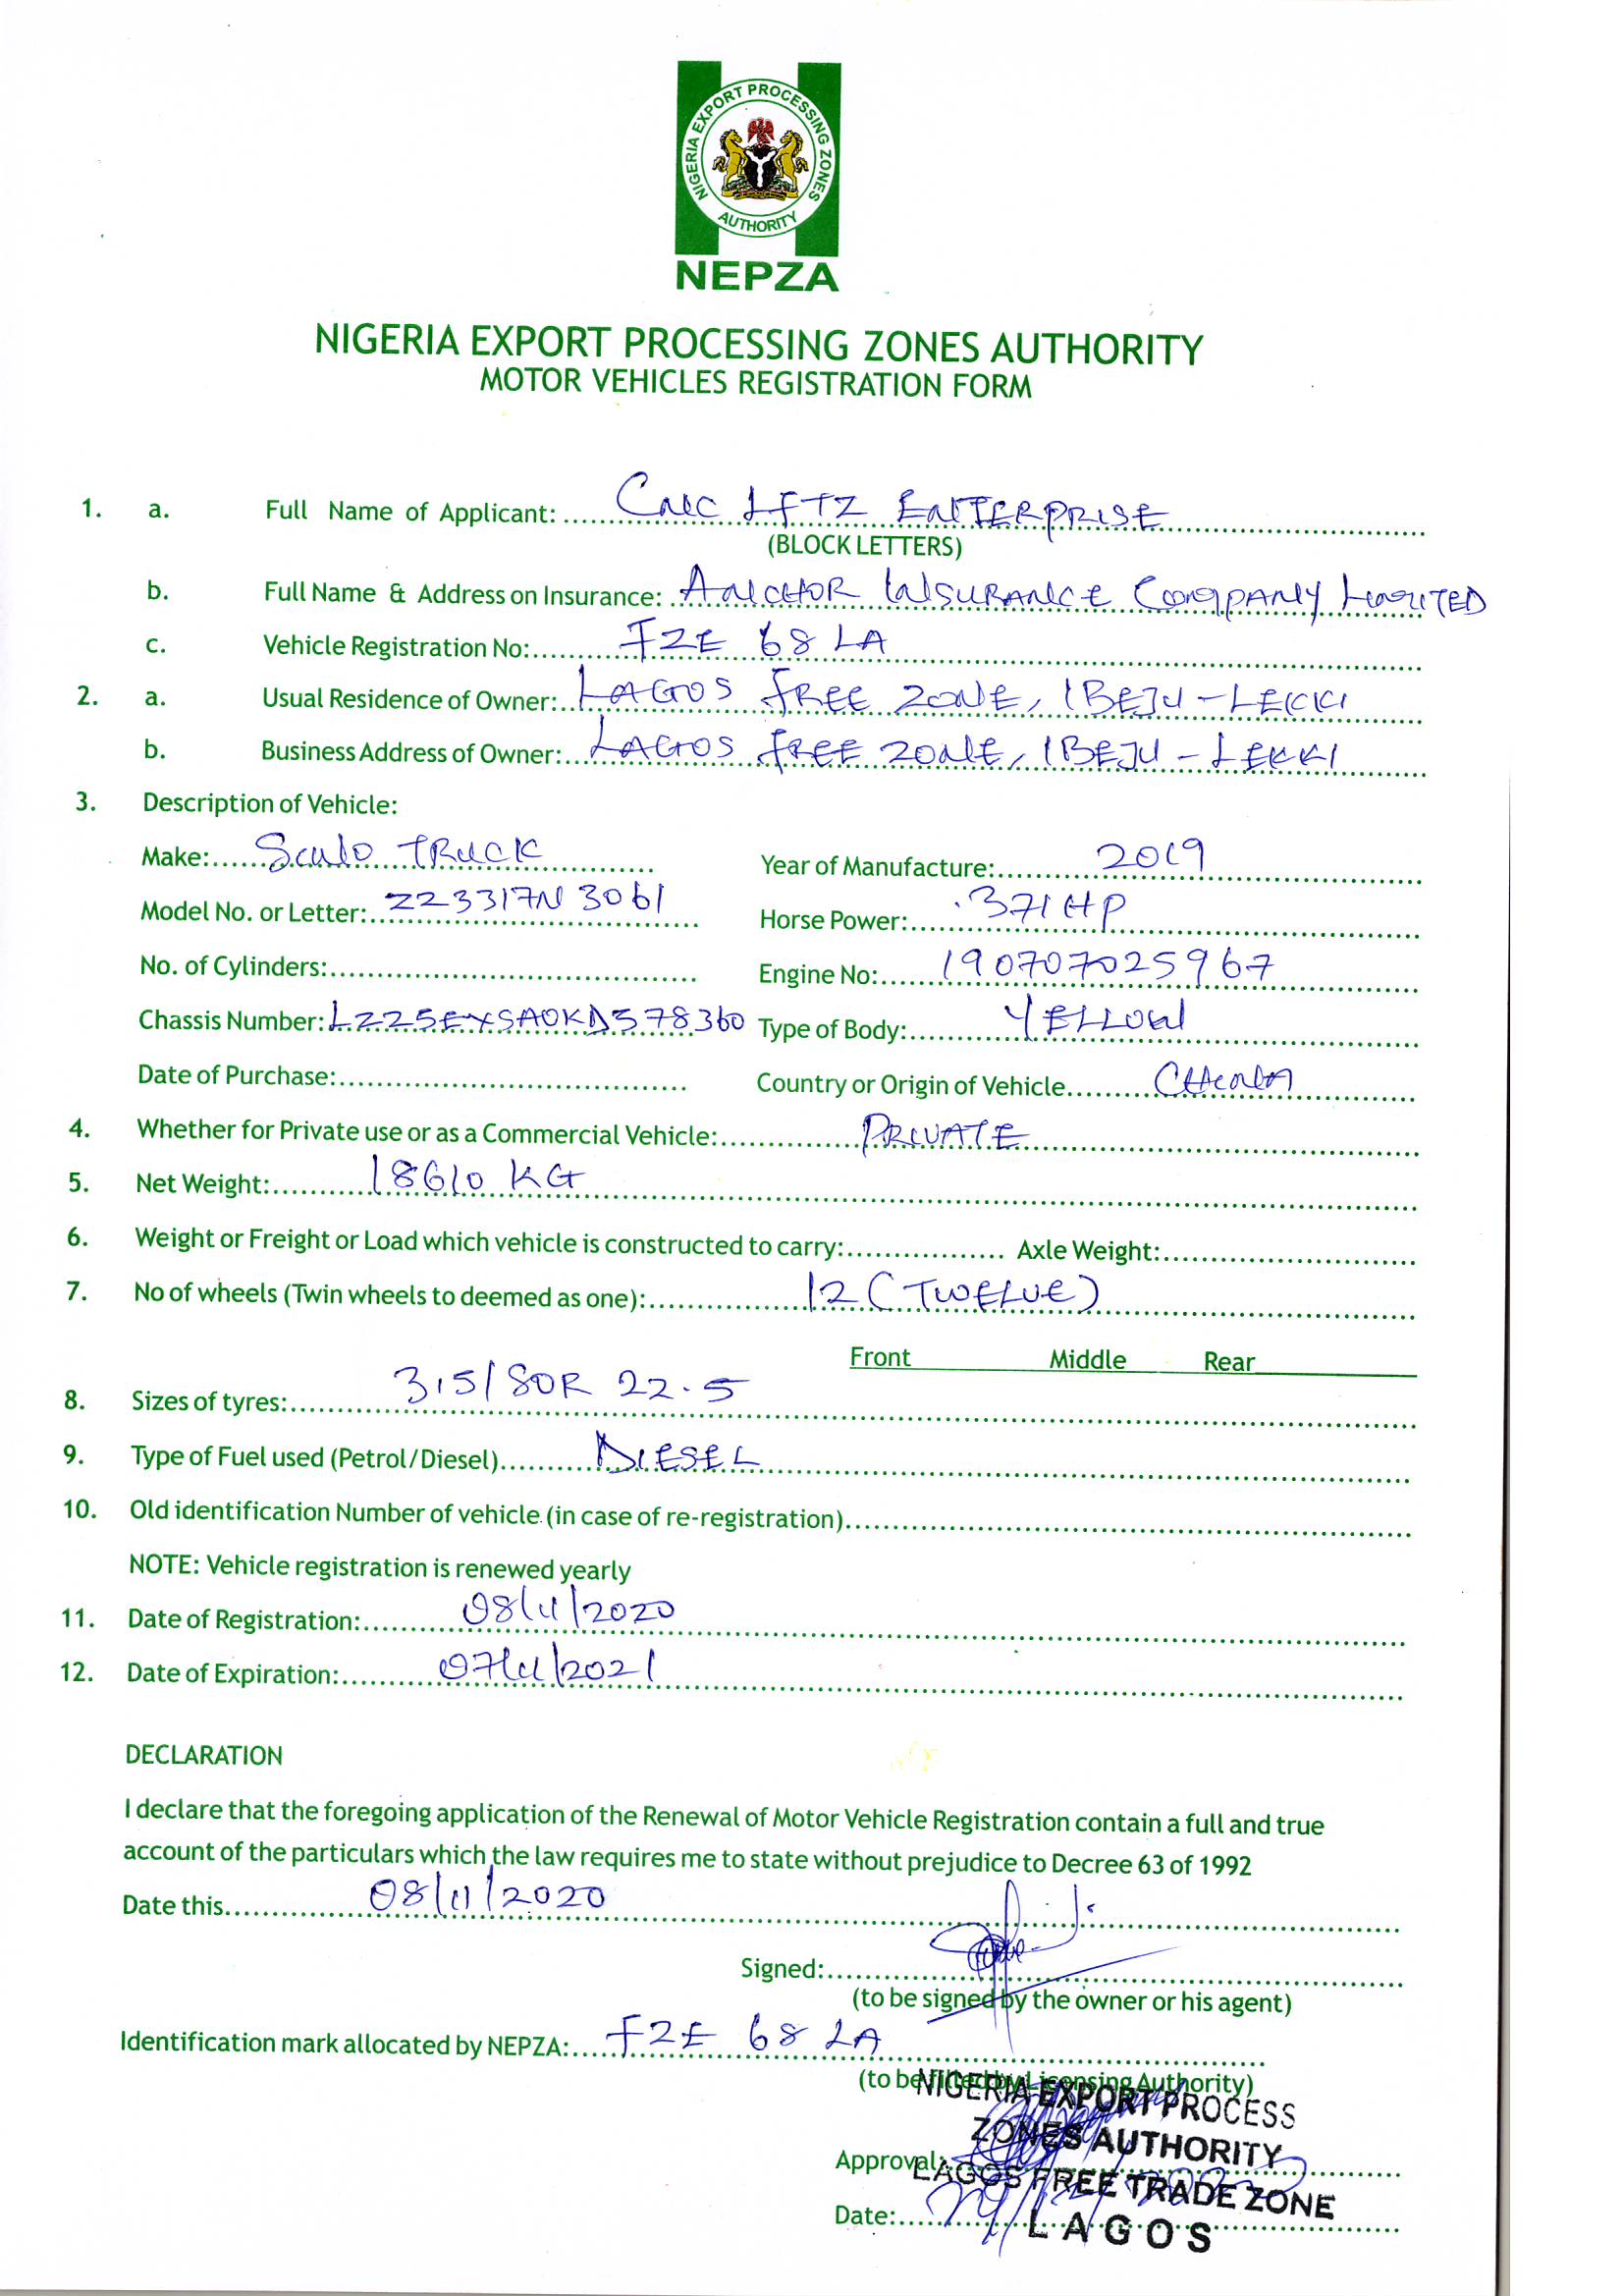 NIGERIA EXPORT PROCESSING ZONES
AUTHORITY
NEPZA
NIGERIA EXPORT PROCESSING ZONES AUTHORITY
MOTOR VEHICLES REGISTRATION FORM
1. a. Full Name of Applicant: LFTZ ENTERPRISE
(BLOCK LETTERS)
b. Full Name & Address on Insurance: ANCHOR INSURANCE COMPANY LIMITED
c. Vehicle Registration No: FZE 68 LA
2. a. Usual Residence of Owner: LAGOS FREE ZONE, IBEJU-LEKKI
b. Business Address of Owner: LAGOS FREE ZONE, IBEJU-LEKKI
3. Description of Vehicle:
Make: TRUCK Year of Manufacture: 2019
Model No. or Letter: ZZ3317N3061 Horse Power: 371HP
No. of Cylinders: Engine No: 190707025967
Chassis Number: LZZ5EXSA0KD578360 Type of Body: YELLOW
Date of Purchase: Country or Origin of Vehicle CHINA
4. Whether for Private use or as a Commercial Vehicle: PRIVATE
5. Net Weight: 18610 KG
6. Weight or Freight or Load which vehicle is constructed to carry: Axle Weight:
7. No of wheels (Twin wheels to deemed as one): 12 (TWELVE)
Front Middle Rear
8. Sizes of tyres: 315/80R 22.5
9. Type of Fuel used (Petrol/Diesel) DIESEL
10. Old identification Number of vehicle (in case of re-registration)
NOTE: Vehicle registration is renewed yearly
11. Date of Registration: 08/11/2020
12. Date of Expiration: 07/11/2021
DECLARATION
I declare that the foregoing application of the Renewal of Motor Vehicle Registration contain a full and true
account of the particulars which the law requires me to state without prejudice to Decree 63 of 1992
Date this 08/11/2020
Signed:
(to be signed by the owner or his agent)
Identification mark allocated by NEPZA: FZE 68 LA
(to be filled by Licensing Authority)
NIGERIA EXPORT PROCESS
ZONES AUTHORITY
Approval:
LAGOS FREE TRADE ZONE
Date:
LAGOS